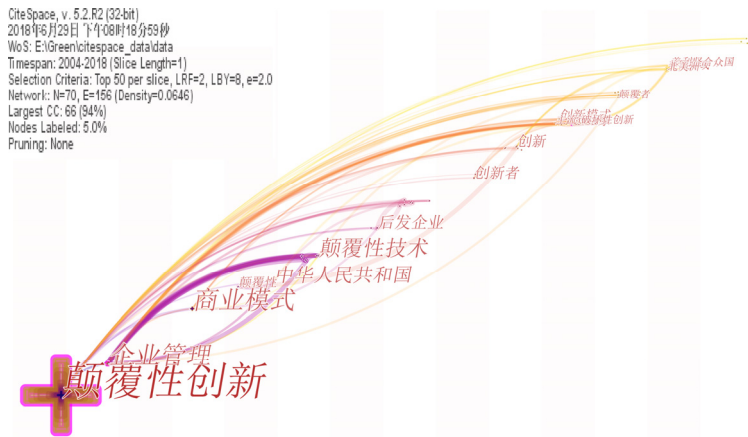 CiteSpace, v. 5.2.R2 (32-bit)
2018年6月29日 下午08时18分59秒
WoS: E:\Green\citespace_data\data
Timespan: 2004-2018 (Slice Length=1)
Selection Criteria: Top 50 per slice, LRF=2, LBY=8, e=2.0
Network: N=70, E=156 (Density=0.0646)
Largest CC: 66 (94%)
Nodes Labeled: 5.0%
Pruning: None
颠覆者
创新模式
破坏性创新
创新
创新者
后发企业
颠覆性技术
颠覆性
中华人民共和国
商业模式
企业管理
颠覆性创新